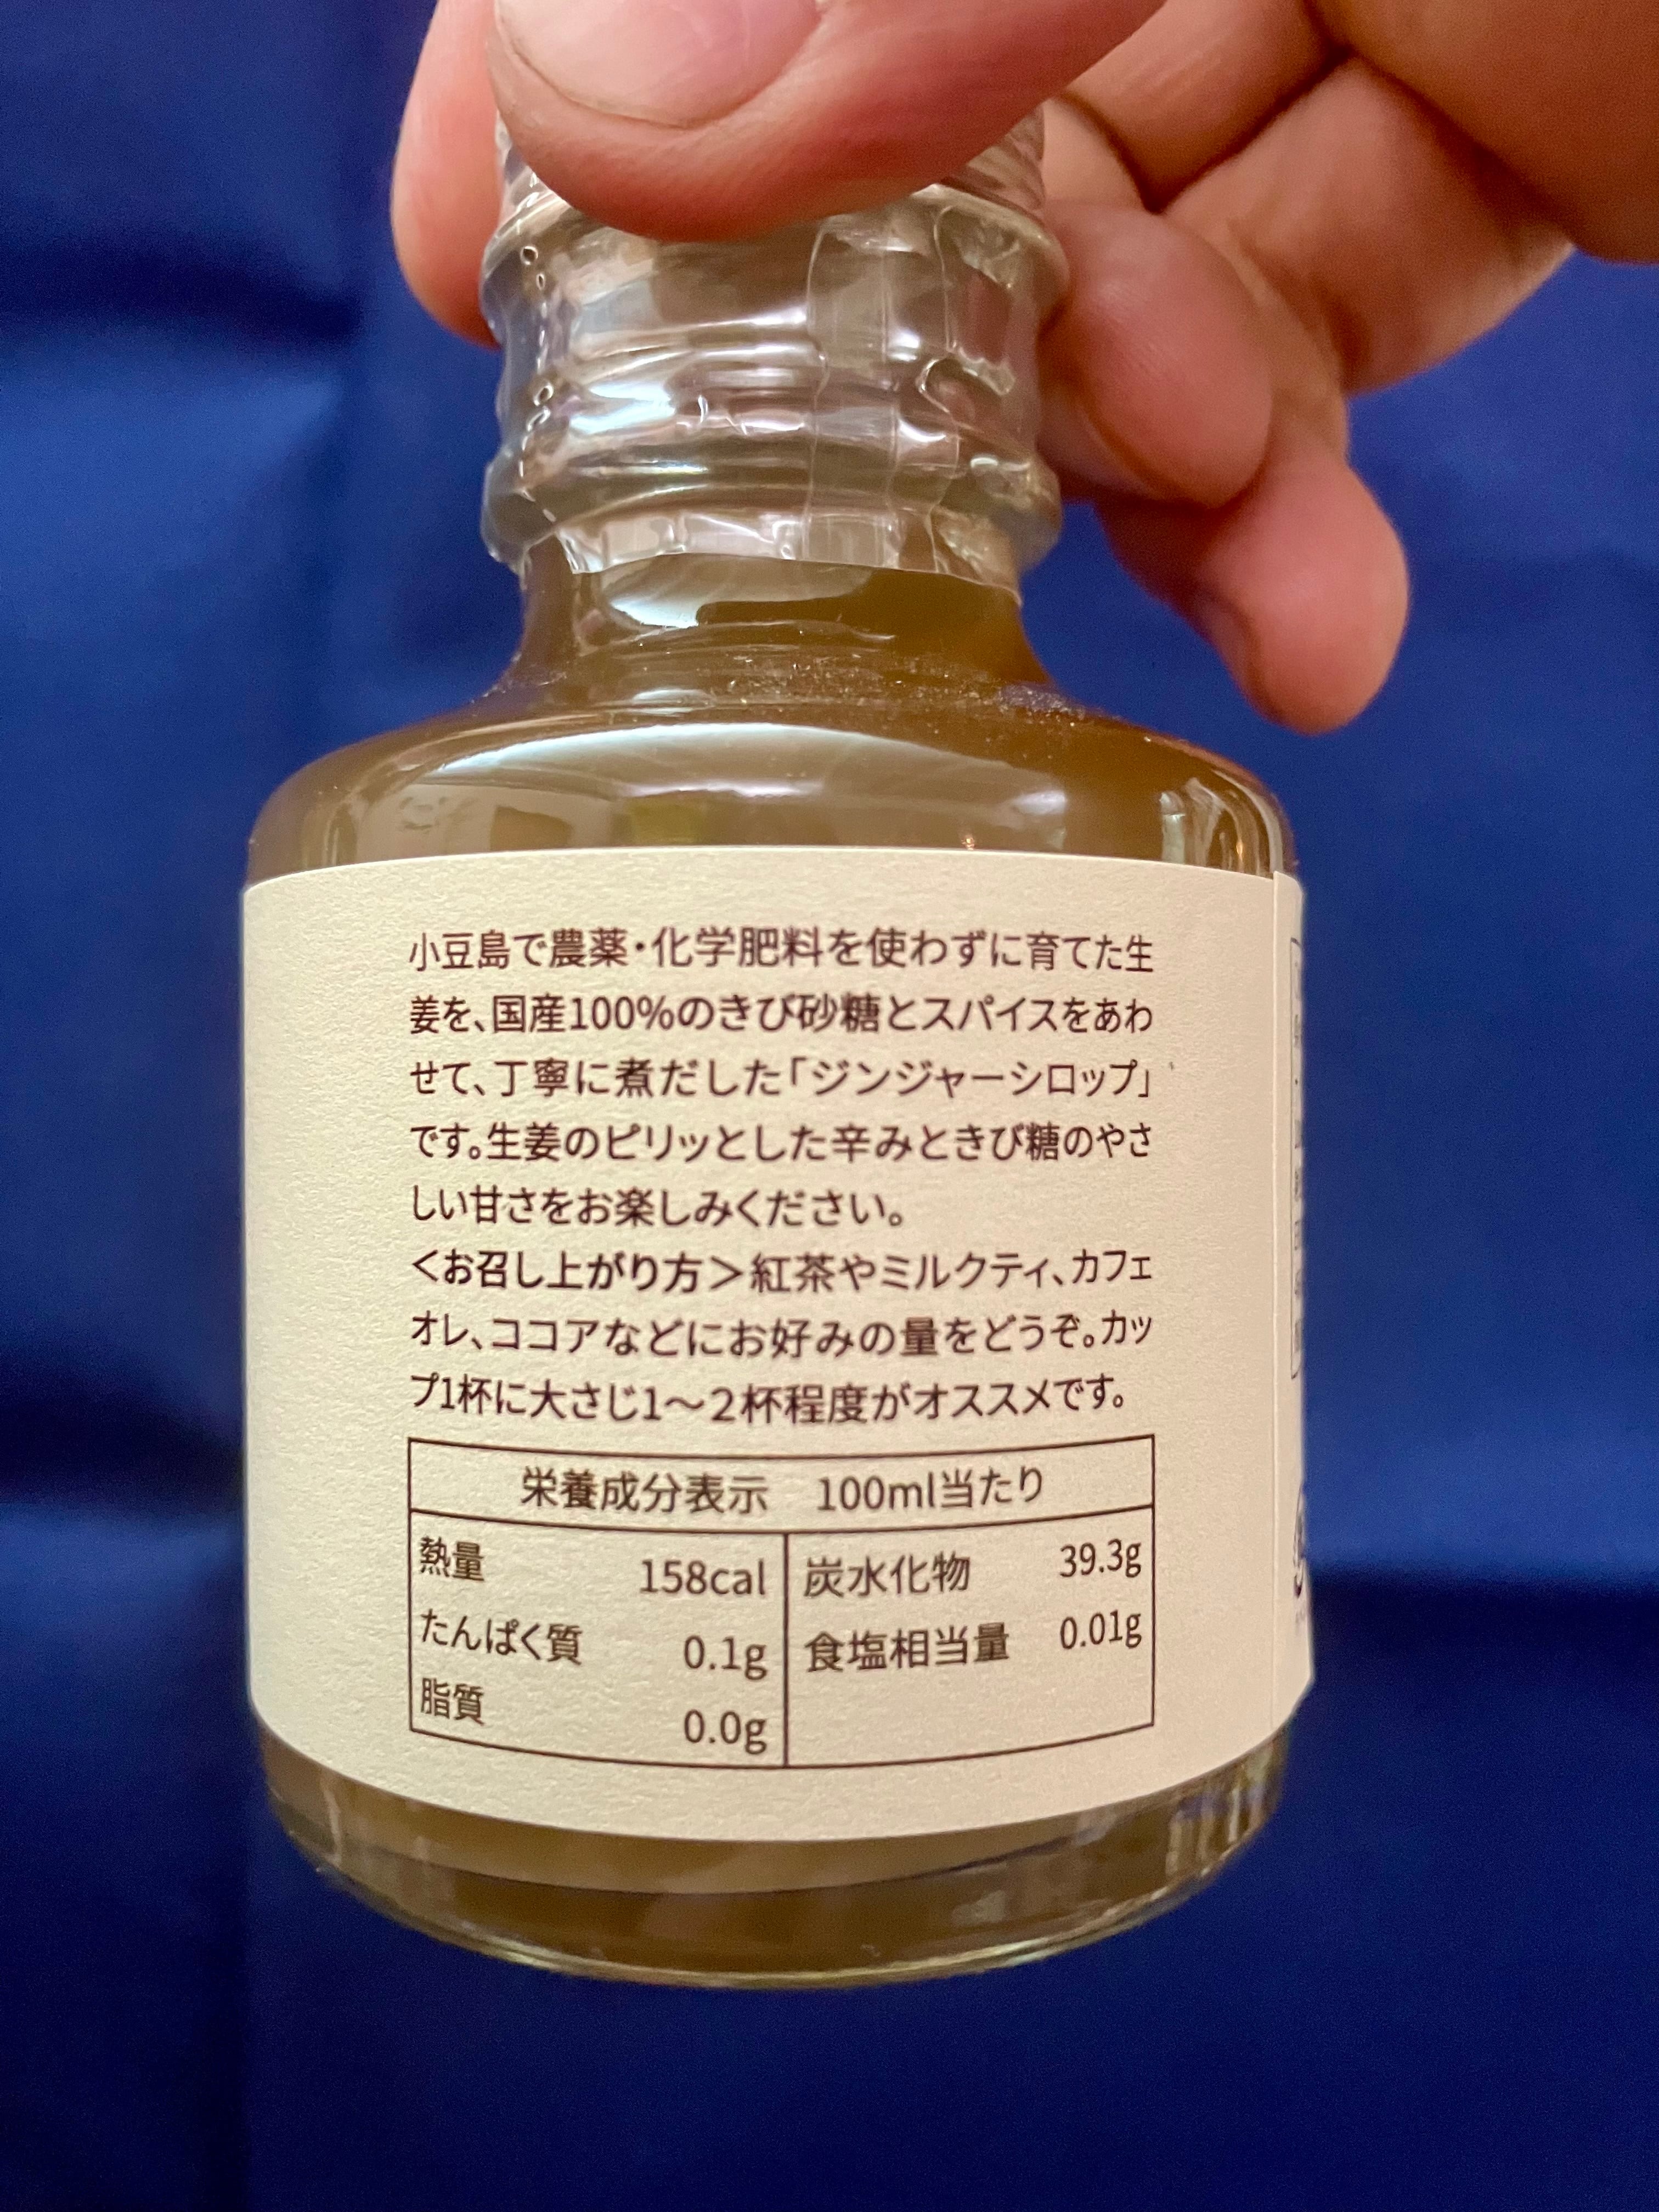 小豆島で農薬・化学肥料を使わずに育てた生
姜を、国産100%のきび砂糖とスパイスをあわ
せて、丁寧に煮だした「ジンジャーシロップ」
です。生姜のピリッとした辛みときび糖のやさ
しい甘さをお楽しみください。
＜お召し上がり方＞紅茶やミルクティ、カフェ
オレ、ココアなどにお好みの量をどうぞ。カッ
プ1杯に大さじ1～2杯程度がオススメです。
栄養成分表示　100ml当たり
熱量 158cal 炭水化物 39.3g
たんぱく質 0.1g 食塩相当量 0.01g
脂質 0.0g